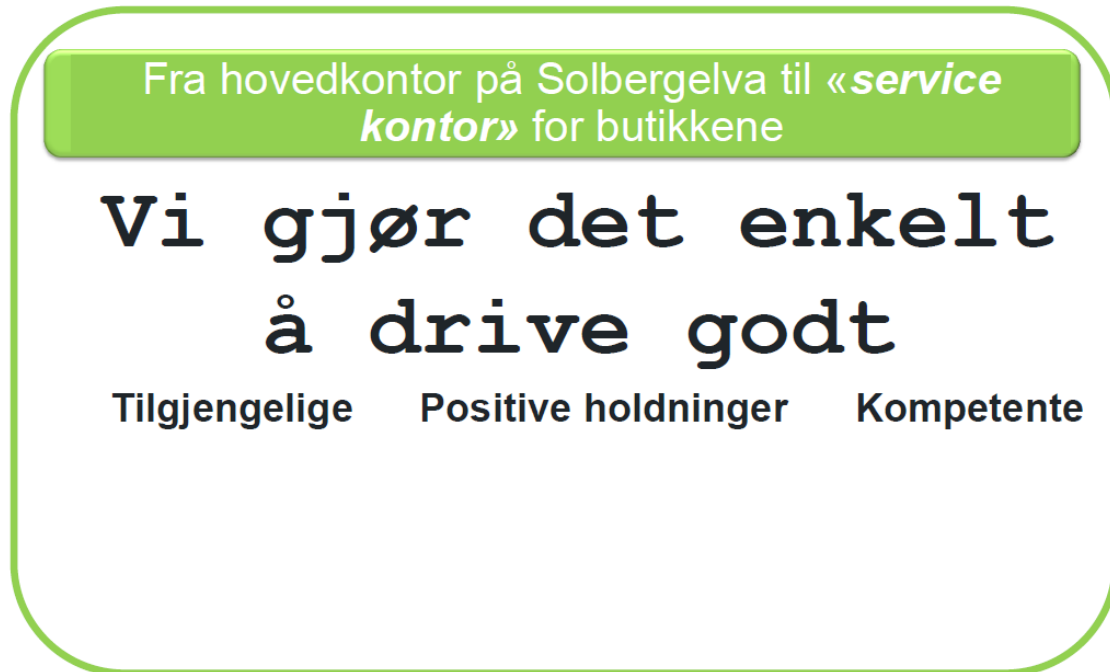 Fra hovedkontor på Solbergelva til «service
kontor» for butikkene
Vi gjør det enkelt
å drive godt
Tilgjengelige Positive holdninger Kompetente